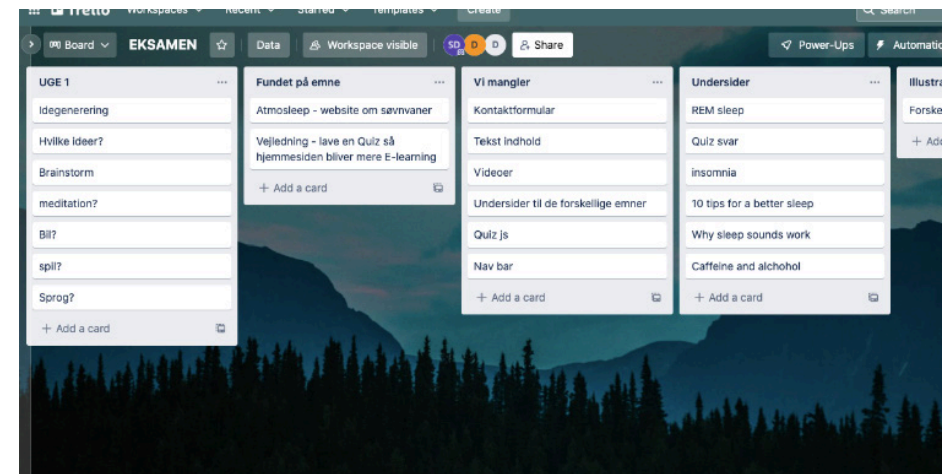 Trello Workspaces Recent Starred Templates Create Search
Board EKSAMEN Data Workspace visible SD D D Share Power-Ups
UGE 1
Idegenerering
Hvilke ideer?
Brainstorm
meditation?
Bil?
spil?
Sprog?
+ Add a card
Fundet på emne
Atmosleep - website om søvnvaner
Vejledning - lave en Quiz så
hjemmesiden bliver mere E-learning
+ Add a card
Vi mangler
Kontaktformular
Tekst indhold
Videoer
Undersider til de forskellige emner
Quiz js
Nav bar
+ Add a card
Undersider
REM sleep
Quiz svar
insomnia
10 tips for a better sleep
Why sleep sounds work
Caffeine and alchohol
+ Add a card